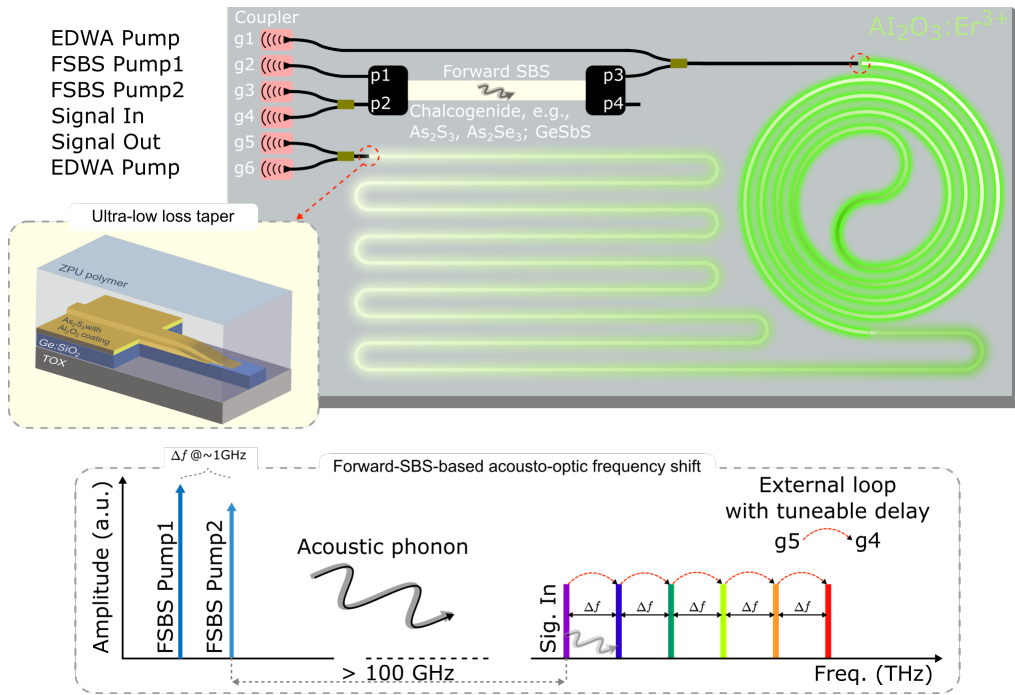 Coupler
Al₂O₃:Er³⁺
EDWA Pump
g1
FSBS Pump1
g2
FSBS Pump2
g3
Signal In
g4
Signal Out
g5
EDWA Pump
g6
p1
p2
Forward SBS
p3
p4
Chalcogenide, e.g.,
As₂S₃, As₂Se₃; GeSbS
Ultra-low loss taper
ZPU polymer
As₂S₃with
Al₂O₃ coating
Ge:SiO₂
TOX
Δf @~1GHz
Forward-SBS-based acousto-optic frequency shift
Amplitude (a.u.)
FSBS Pump1
FSBS Pump2
Acoustic phonon
External loop
with tuneable delay
g5 g4
Sig. In
Δf Δf Δf Δf Δf
> 100 GHz
Freq. (THz)